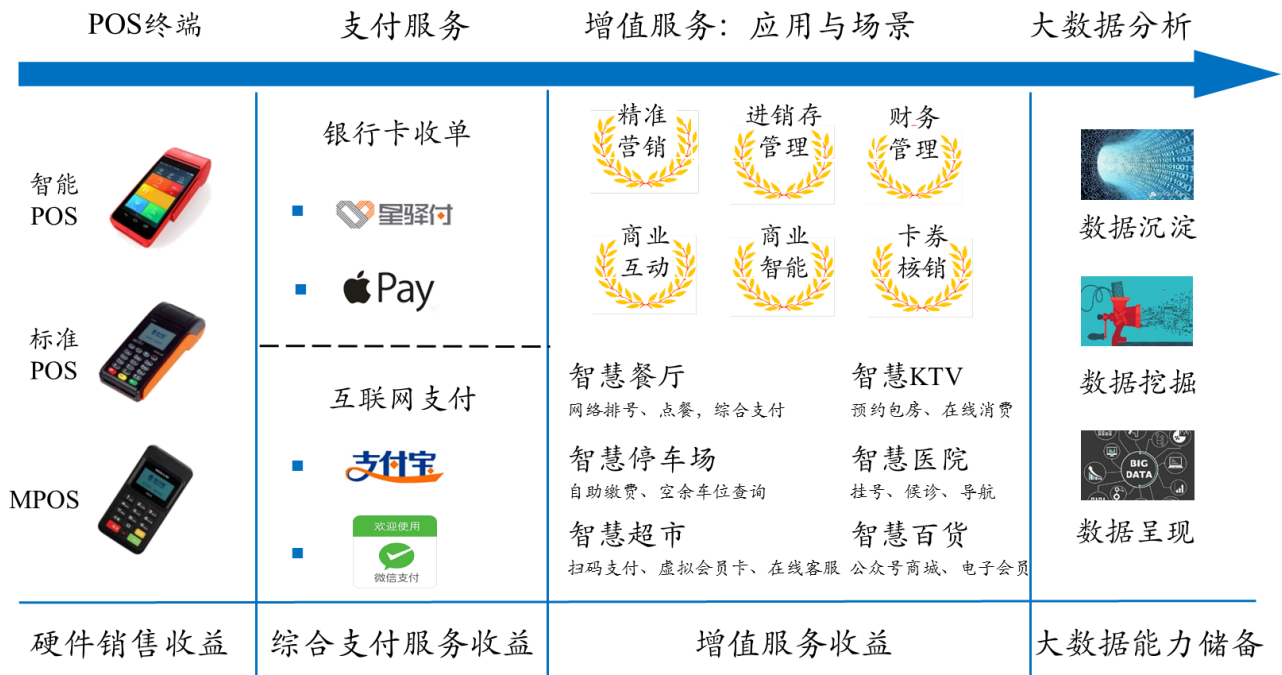 POS终端
支付服务
增值服务：应用与场景
大数据分析
智能
POS
标准
POS
MPOS
银行卡收单
星驿付
Pay
互联网支付
支付宝
欢迎使用
微信支付
精准
营销
进销存
管理
财务
管理
商业
互动
商业
智能
卡券
核销
智慧餐厅
网络排号、点餐，综合支付
智慧KTV
预约包房、在线消费
智慧停车场
自助缴费、空余车位查询
智慧医院
挂号、候诊、导航
智慧超市
扫码支付、虚拟会员卡、在线客服
智慧百货
公众号商城、电子会员
数据沉淀
数据挖掘
BIG
DATA
数据呈现
硬件销售收益
综合支付服务收益
增值服务收益
大数据能力储备